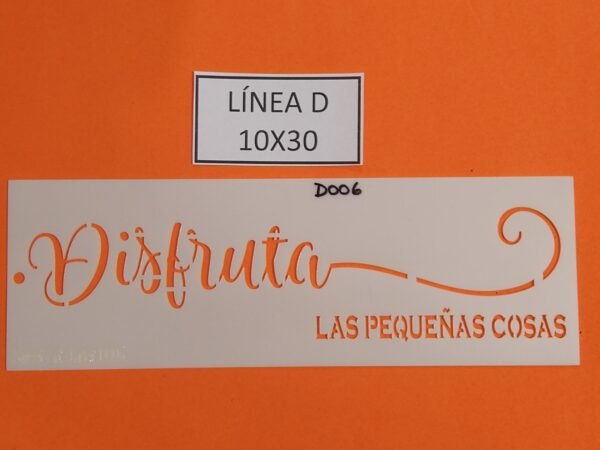 LÍNEA D
10X30
D006
Disfruta
LAS PEQUEÑAS COSAS